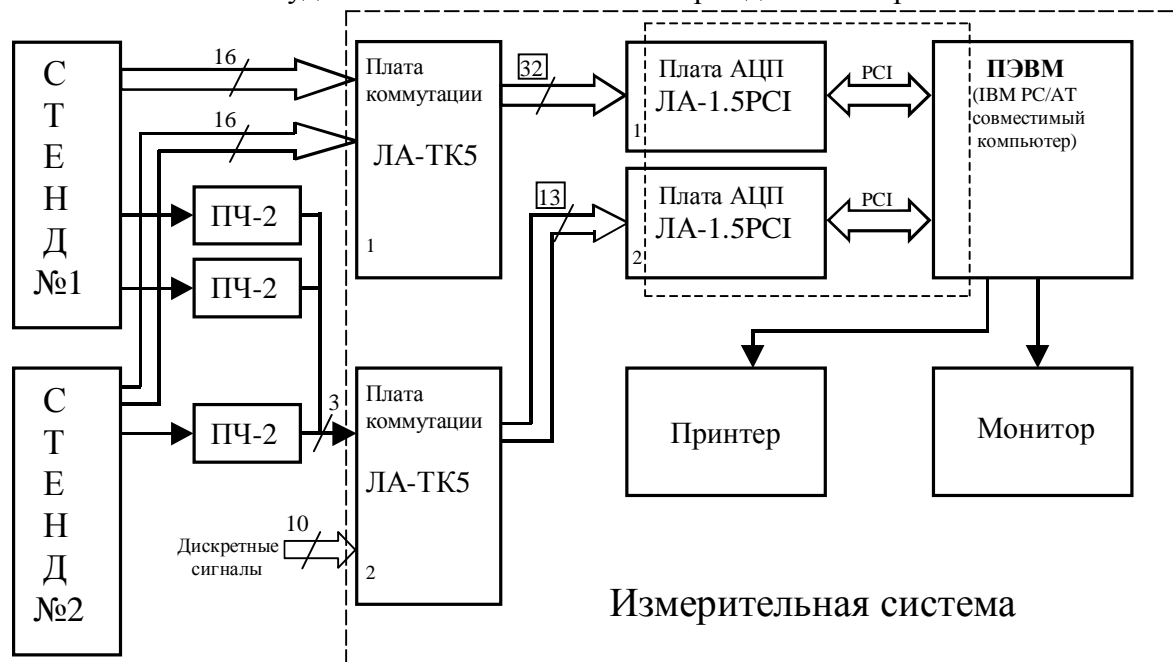 С
Т
Е
Н
Д
№1
16
16
ПЧ-2
ПЧ-2
Плата
коммутации
ЛА-ТК5
1
32
13
Плата АЦП
ЛА-1.5PCI
1
PCI
Плата АЦП
ЛА-1.5PCI
2
PCI
ПЭВМ
(IBM PC/AT
совместимый
компьютер)
С
Т
Е
Н
Д
№2
ПЧ-2
3
10
Дискретные
сигналы
Плата
коммутации
ЛА-ТК5
2
Принтер
Монитор
Измерительная система